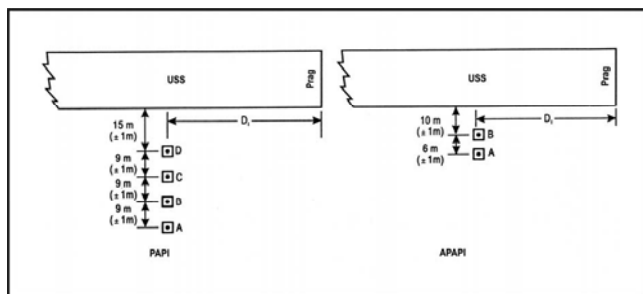 USS
Prag
15 m
(± 1m)
D₁
D
9 m
(± 1m)
C
9 m
(± 1m)
B
9 m
(± 1m)
A
PAPI
USS
Prag
10 m
(± 1m)
D₁
B
6 m
(± 1m)
A
APAPI